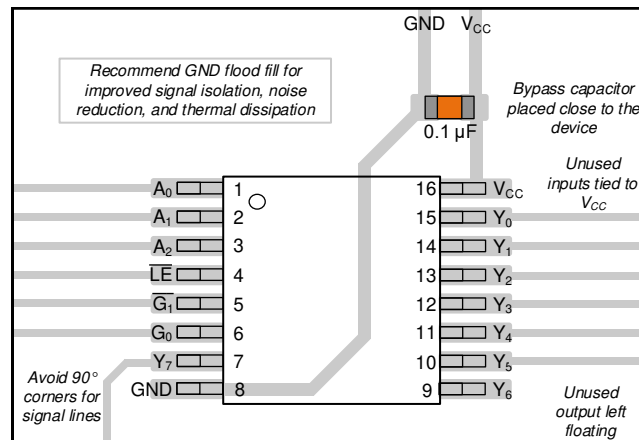 GND VCC
Recommend GND flood fill for
improved signal isolation, noise
reduction, and thermal dissipation
Bypass capacitor
placed close to the
device
0.1 µF
Unused
inputs tied to
VCC
A0 1 16 VCC
A1 2 15 Y0
A2 3 14 Y1
L̅E̅ 4 13 Y2
G̅1 5 12 Y3
G0 6 11 Y4
Y7 7 10 Y5
GND 8 9 Y6
Avoid 90°
corners for
signal lines
Unused
output left
floating